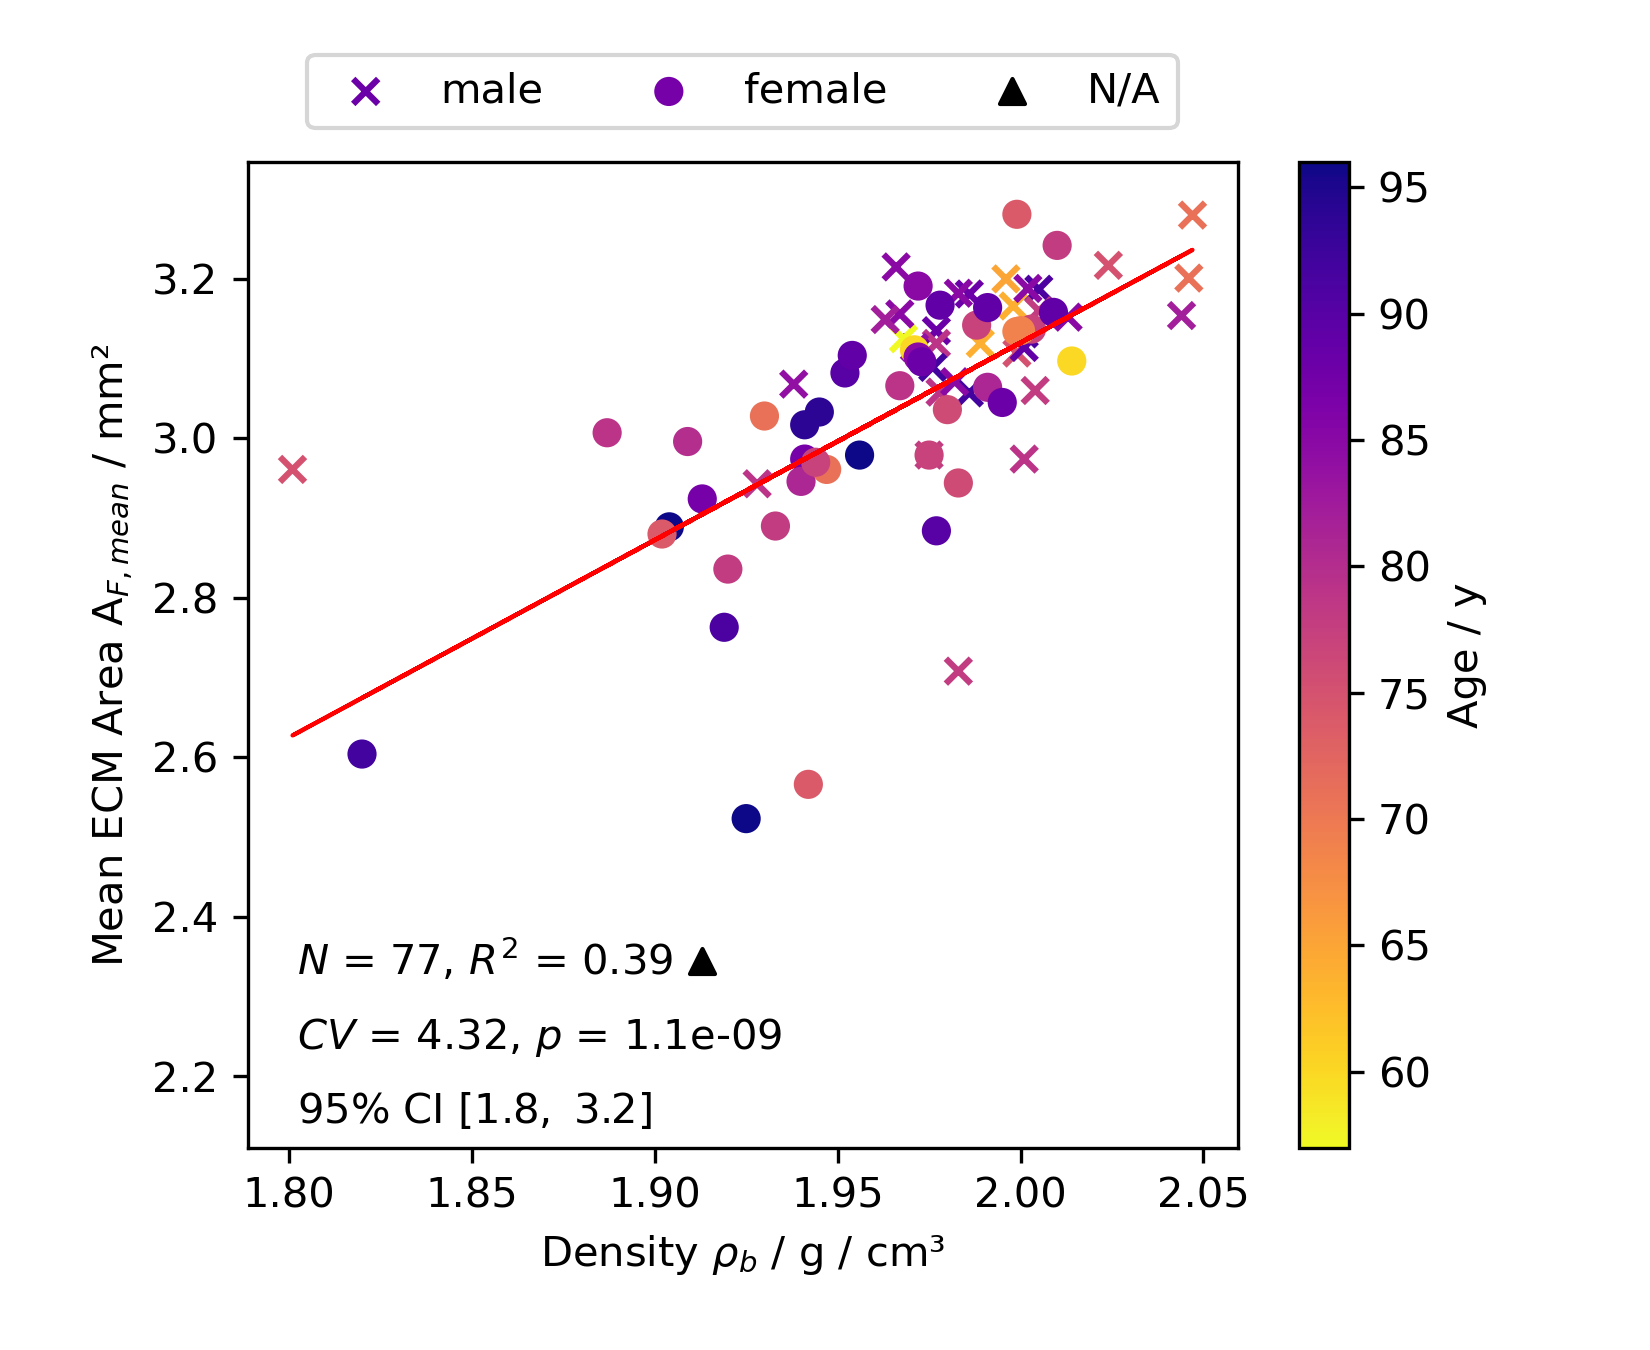 male female N/A
Mean ECM Area A_F,mean / mm²
3.2
3.0
2.8
2.6
2.4
2.2
N = 77, R² = 0.39
CV = 4.32, p = 1.1e-09
95% CI [1.8, 3.2]
1.80 1.85 1.90 1.95 2.00 2.05
Density ρ_b / g / cm³
95
90
85
80
75
70
65
60
Age / y